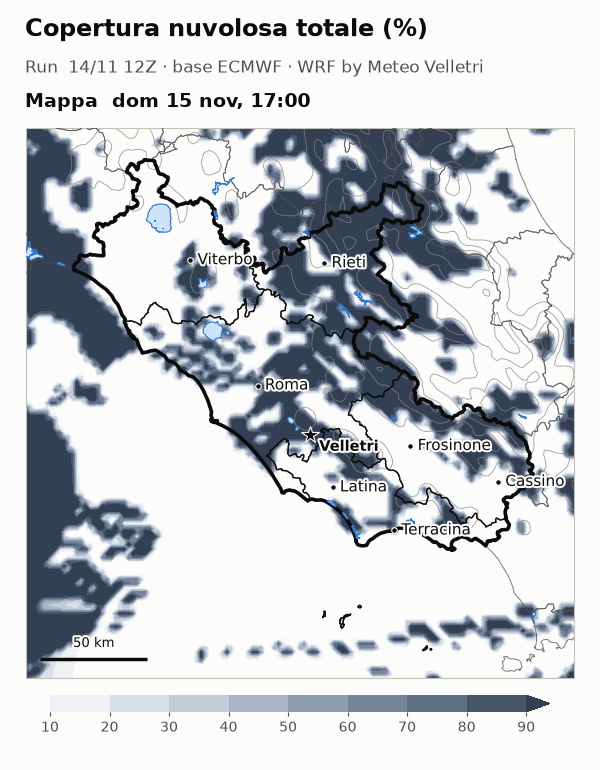 Copertura nuvolosa totale (%)
Run  14/11 12Z · base ECMWF · WRF by Meteo Velletri
Mappa  dom 15 nov, 17:00
Viterbo
Rieti
Roma
Velletri
Frosinone
Cassino
Latina
Terracina
50 km
10 20 30 40 50 60 70 80 90